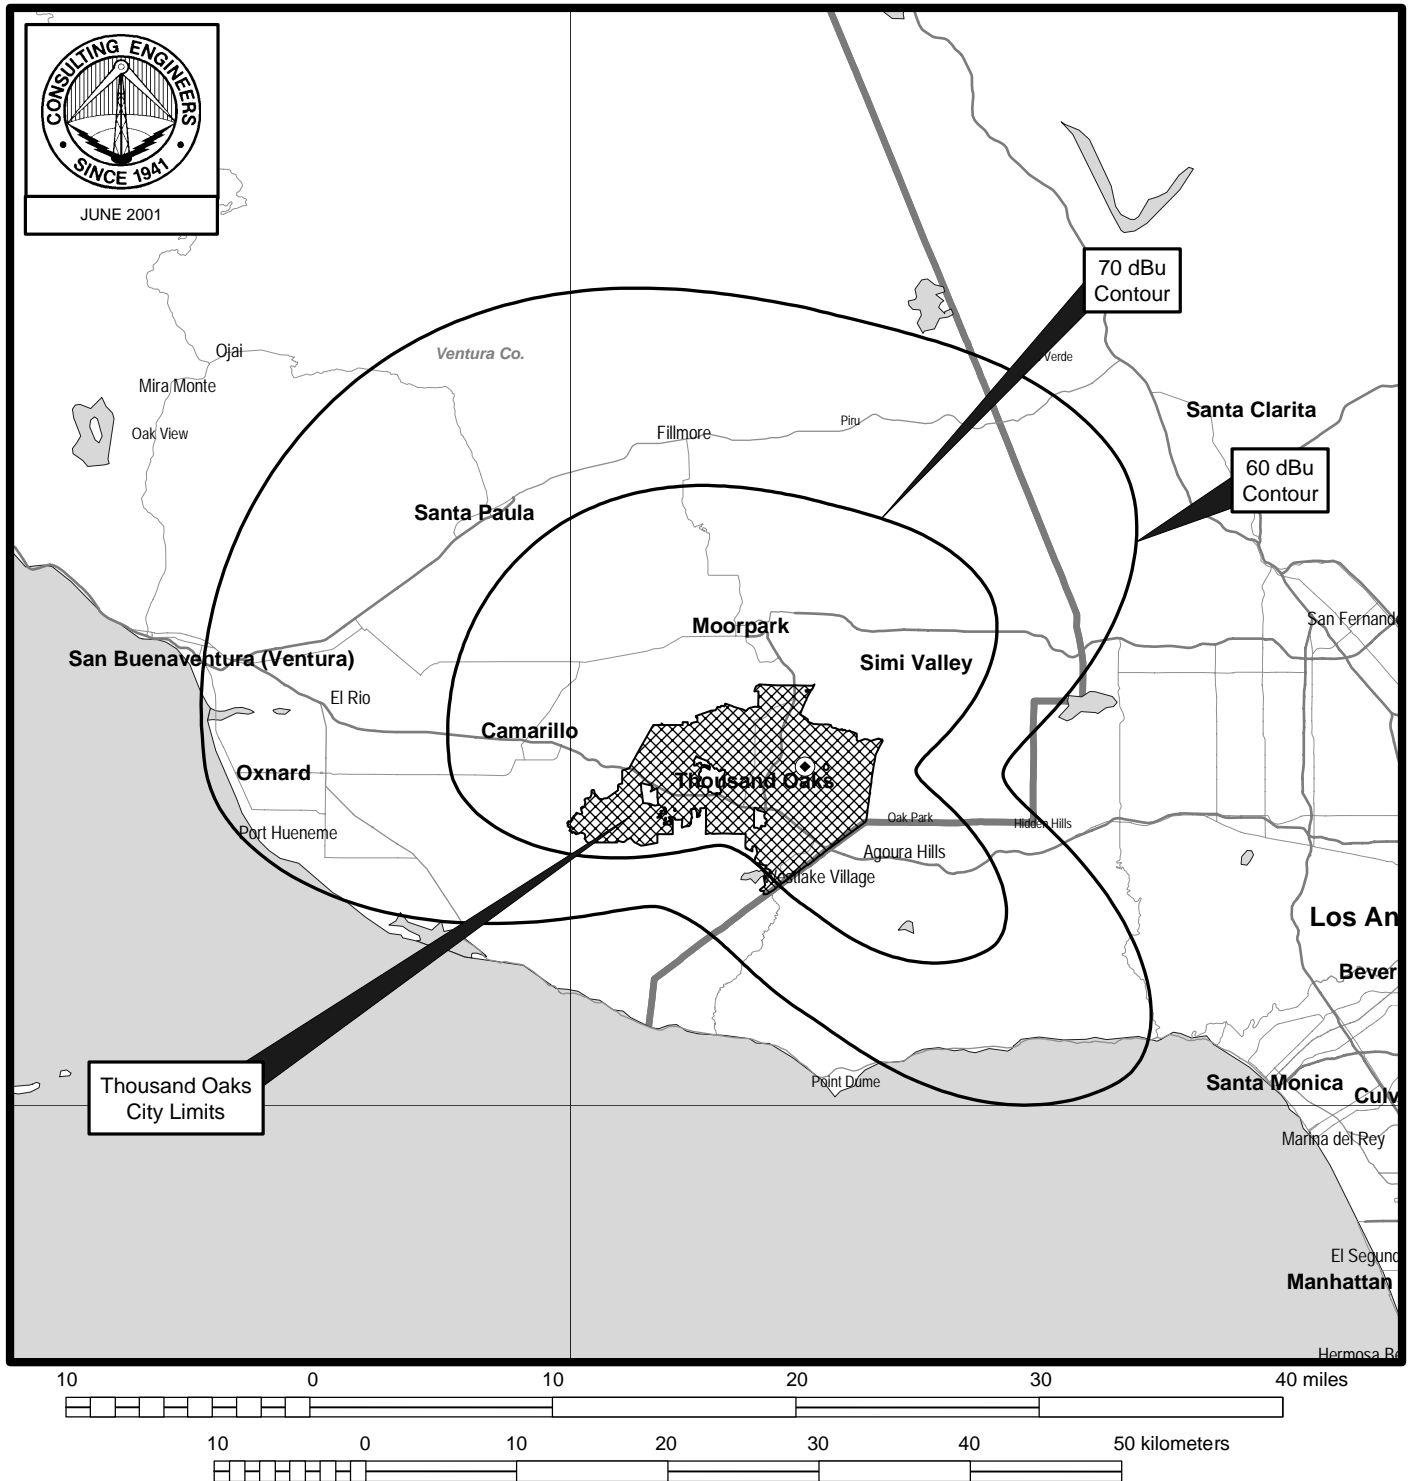 CONSULTING ENGINEERS
SINCE 1941
JUNE 2001
70 dBu
Contour
Ventura Co.
Ojai
Verde
Mira Monte
Santa Clarita
Piru
Oak View
Fillmore
60 dBu
Contour
Santa Paula
San Fernando
Moorpark
San Buenaventura (Ventura)
Simi Valley
El Rio
Camarillo
Oxnard
Thousand Oaks
Oak Park
Hidden Hills
Port Hueneme
Agoura Hills
Westlake Village
Los An
Bever
Point Dume
Santa Monica
Thousand Oaks
City Limits
Culv
Marina del Rey
El Segund
Manhattan
Hermosa Be
10 0 10 20 30 40 miles
10 0 10 20 30 40 50 kilometers